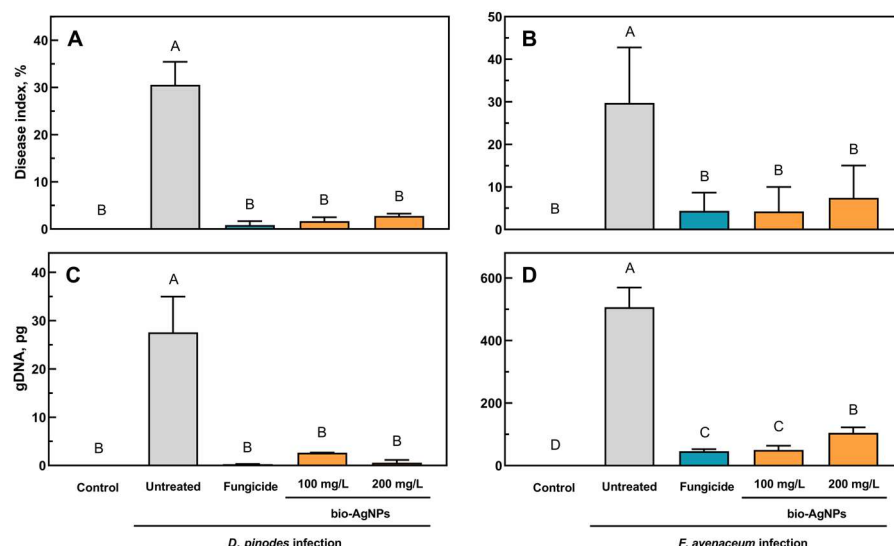 A
B
Disease index, %
40
30
20
10
0
B
A
B
B
B
50
40
30
20
10
0
B
A
B
B
B
C
D
gDNA, pg
40
30
20
10
0
B
A
B
B
B
600
400
200
0
D
A
C
C
B
Control
Untreated
Fungicide
100 mg/L
200 mg/L
bio-AgNPs
D. pinodes infection
Control
Untreated
Fungicide
100 mg/L
200 mg/L
bio-AgNPs
F. avenaceum infection